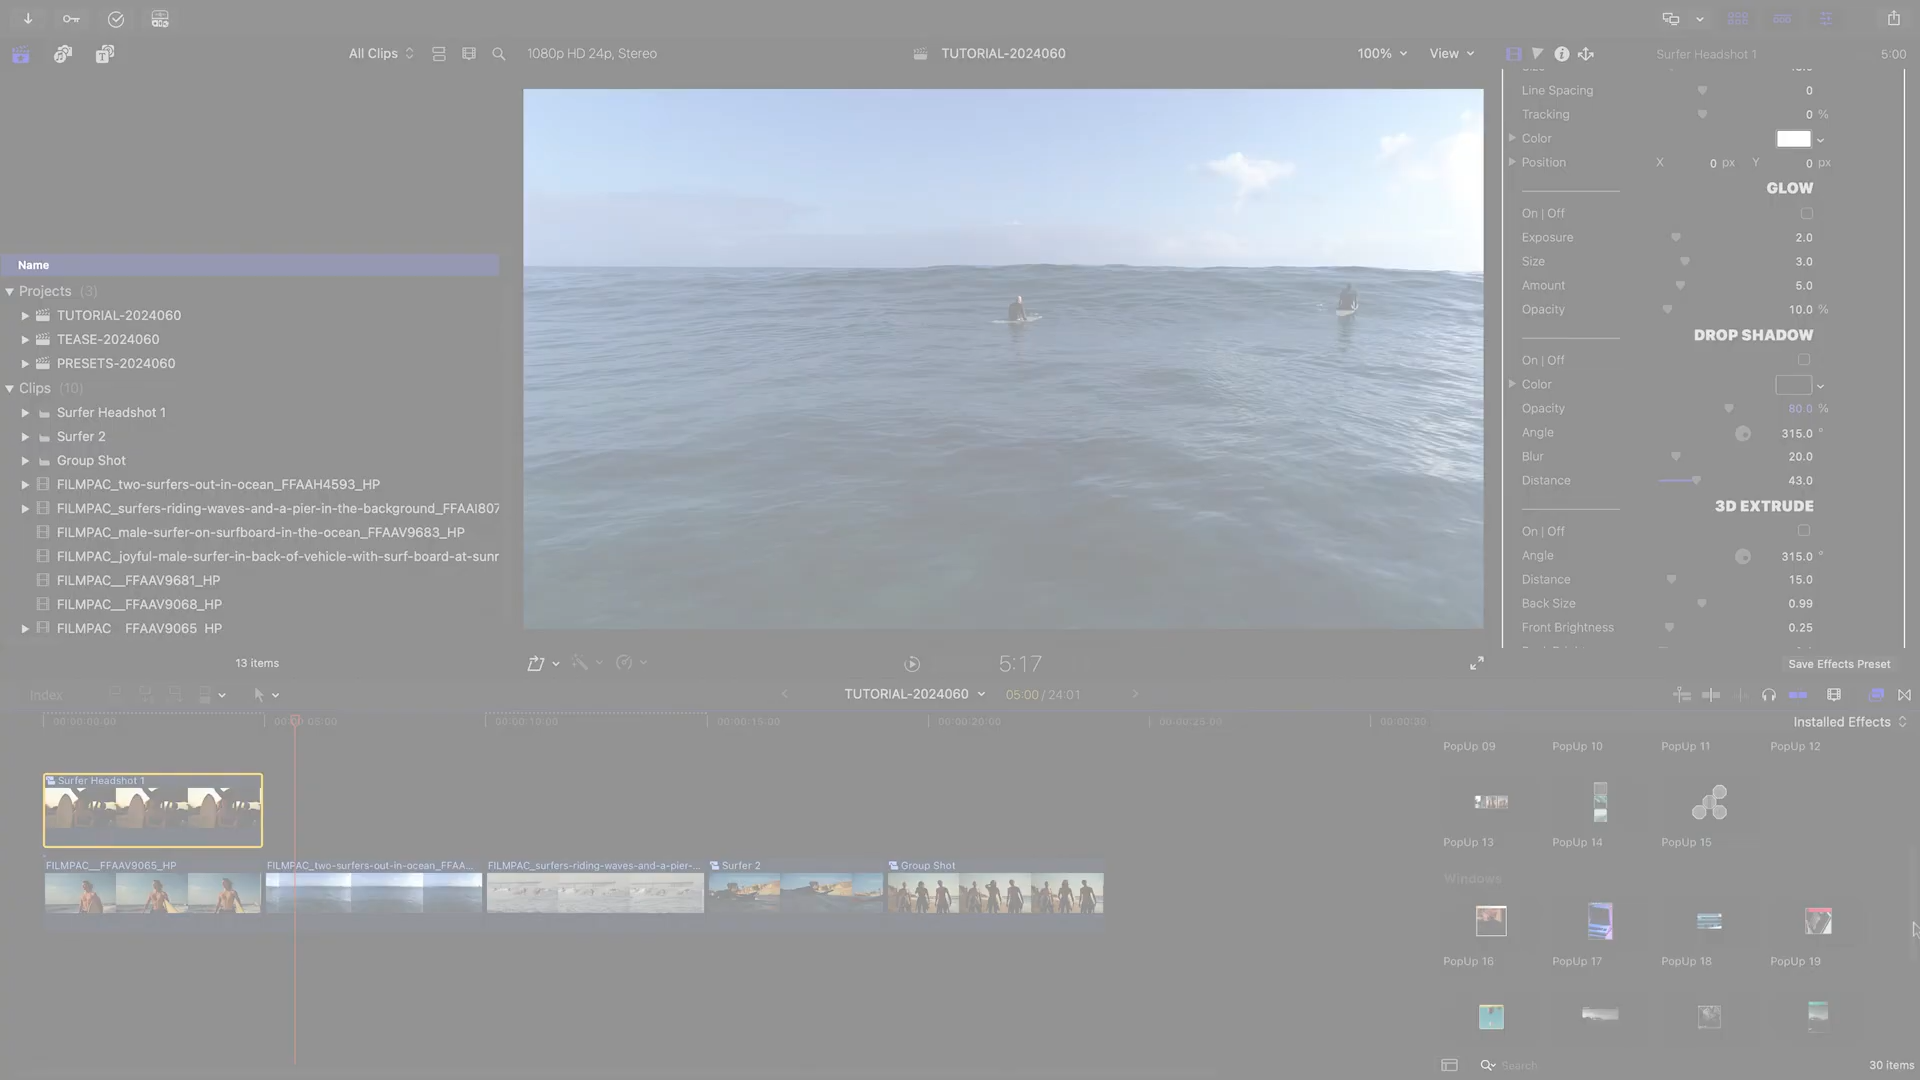 All Clips
1080p HD 24p, Stereo
TUTORIAL-2024060
100%
View
Surfer Headshot 1
5:00
Line Spacing 0
Tracking 0 %
Color
Position X 0 px Y 0 px
GLOW
On | Off
Exposure 2.0
Size 3.0
Amount 5.0
Opacity 10.0 %
DROP SHADOW
On | Off
Color
Opacity 80.0 %
Angle 315.0 °
Blur 20.0
Distance 43.0
3D EXTRUDE
On | Off
Angle 315.0 °
Distance 15.0
Back Size 0.99
Front Brightness 0.25
Save Effects Preset
Name
Projects (3)
TUTORIAL-2024060
TEASE-2024060
PRESETS-2024060
Clips (10)
Surfer Headshot 1
Surfer 2
Group Shot
FILMPAC_two-surfers-out-in-ocean_FFAAH4593_HP
FILMPAC_surfers-riding-waves-and-a-pier-in-the-background_FFAAI807
FILMPAC_male-surfer-on-surfboard-in-the-ocean_FFAAV9683_HP
FILMPAC_joyful-male-surfer-in-back-of-vehicle-with-surf-board-at-sunr
FILMPAC__FFAAV9681_HP
FILMPAC__FFAAV9068_HP
FILMPAC__FFAAV9065_HP
13 items
5:17
Index
TUTORIAL-2024060
05:00 / 24:01
00:00:00:00
00:00:05:00
00:00:10:00
00:00:15:00
00:00:20:00
00:00:25:00
00:00:30
Installed Effects
Surfer Headshot 1
FILMPAC__FFAAV9065_HP
FILMPAC_two-surfers-out-in-ocean_FFAA...
FILMPAC_surfers-riding-waves-and-a-pier-...
Surfer 2
Group Shot
PopUp 09
PopUp 10
PopUp 11
PopUp 12
PopUp 13
PopUp 14
PopUp 15
Windows
PopUp 16
PopUp 17
PopUp 18
PopUp 19
Search
30 items